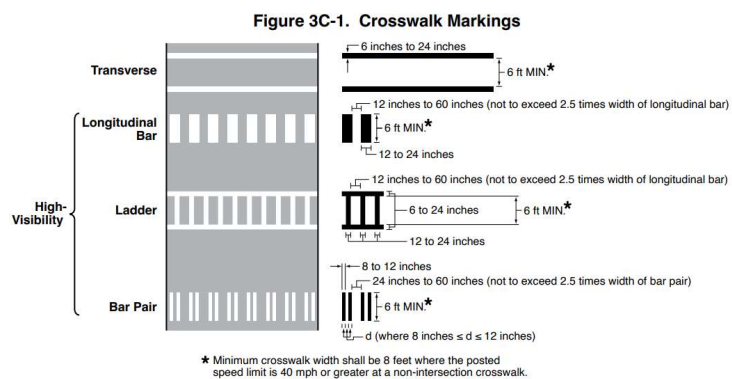 Figure 3C-1. Crosswalk Markings
Transverse
6 inches to 24 inches
6 ft MIN.*
High-
Visibility
Longitudinal
Bar
12 inches to 60 inches (not to exceed 2.5 times width of longitudinal bar)
6 ft MIN.*
12 to 24 inches
Ladder
12 inches to 60 inches (not to exceed 2.5 times width of longitudinal bar)
6 to 24 inches
6 ft MIN.*
12 to 24 inches
Bar Pair
8 to 12 inches
24 inches to 60 inches (not to exceed 2.5 times width of bar pair)
6 ft MIN.*
d (where 8 inches ≤ d ≤ 12 inches)
* Minimum crosswalk width shall be 8 feet where the posted
speed limit is 40 mph or greater at a non-intersection crosswalk.